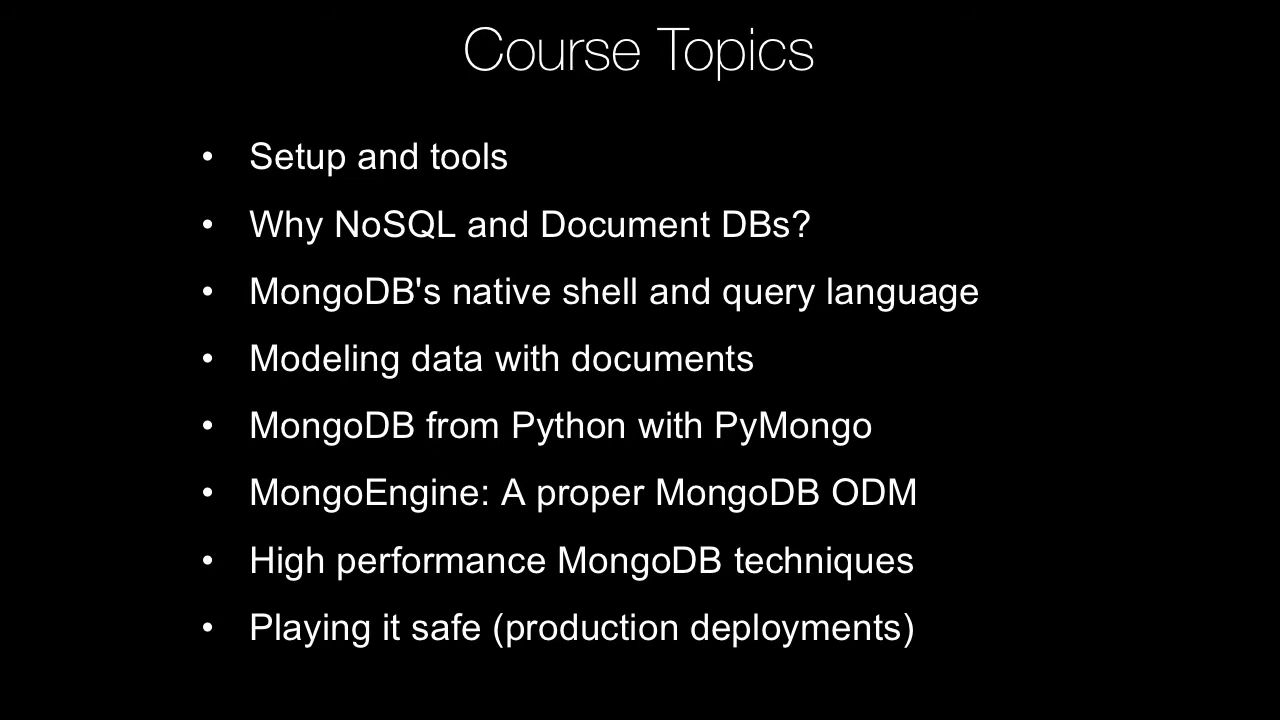 Course Topics
• Setup and tools
• Why NoSQL and Document DBs?
• MongoDB's native shell and query language
• Modeling data with documents
• MongoDB from Python with PyMongo
• MongoEngine: A proper MongoDB ODM
• High performance MongoDB techniques
• Playing it safe (production deployments)